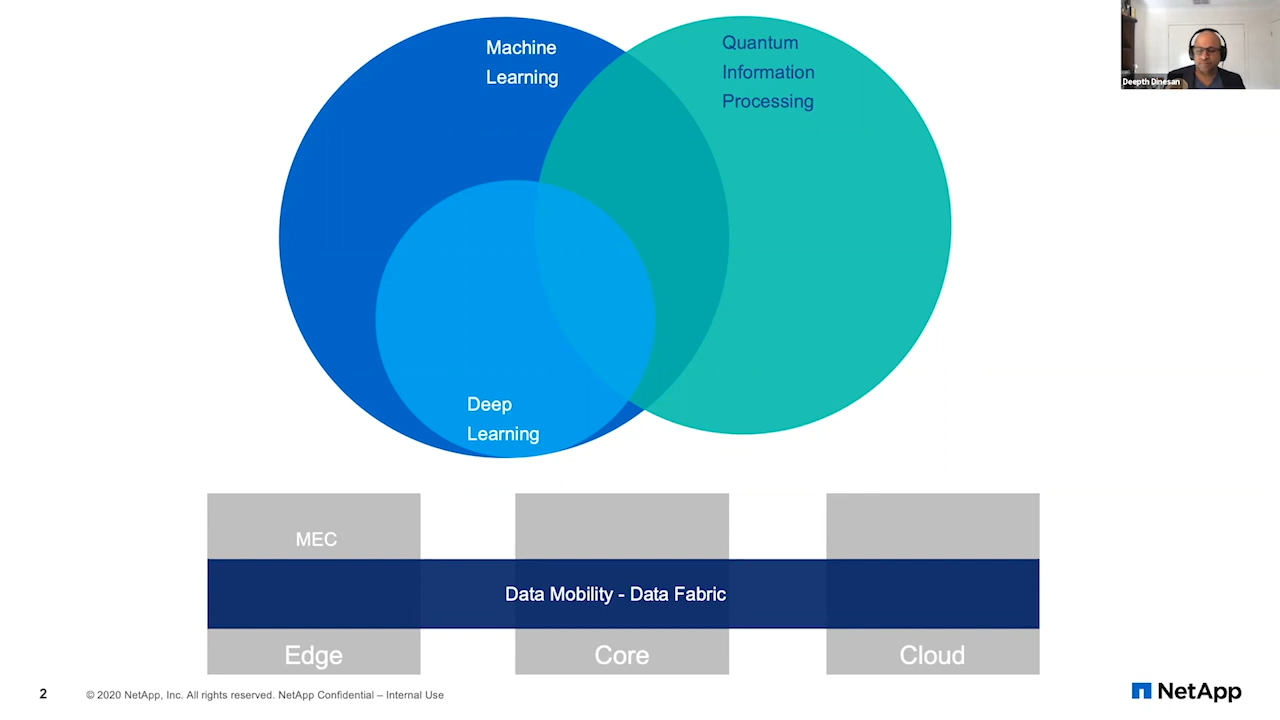 Machine
Learning
Quantum
Information
Processing
Deepth Dinesan
Deep
Learning
MEC
Data Mobility - Data Fabric
Edge
Core
Cloud
2
© 2020 NetApp, Inc. All rights reserved. NetApp Confidential – Internal Use
NetApp